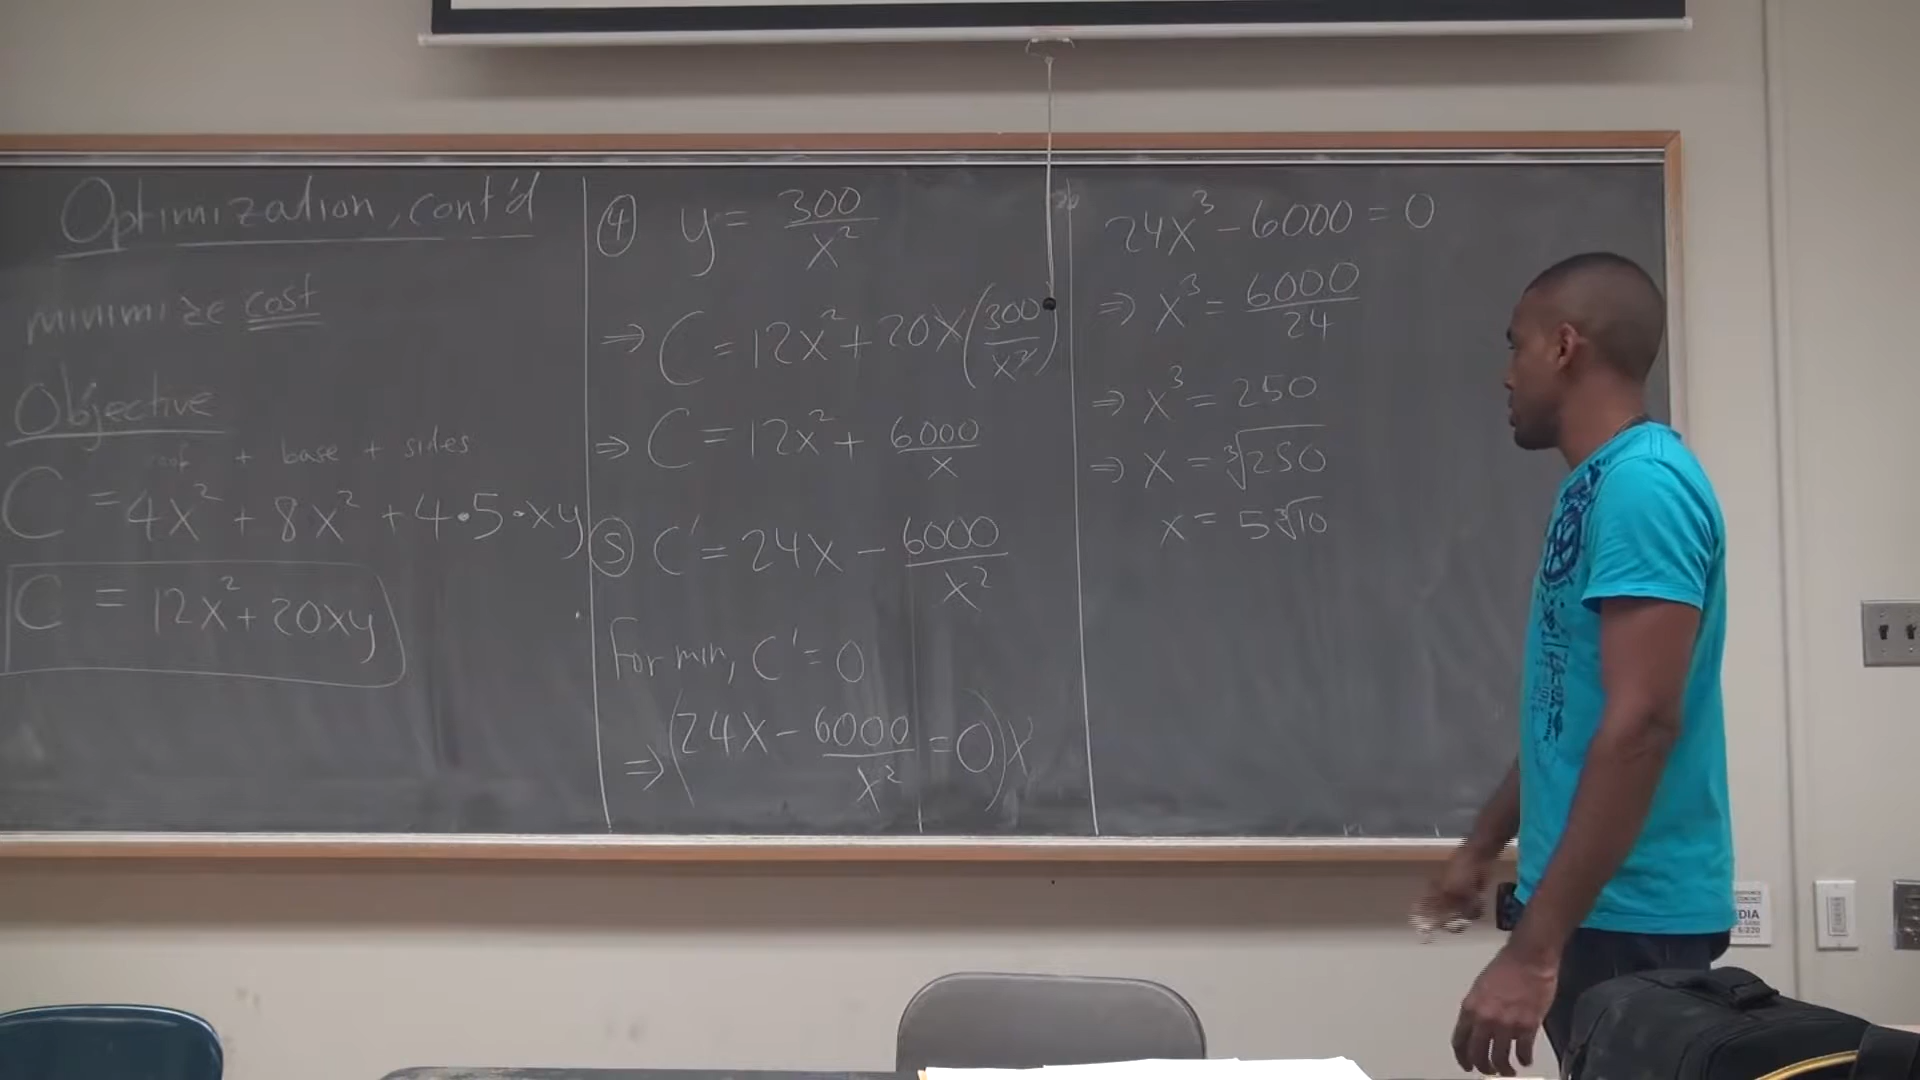 Optimization, cont'd
minimize cost
Objective
roof + base + sides
C = 4x² + 8x² + 4•5•xy
C = 12x² + 20xy
④ y = 300/x²
⇒ C = 12x² + 20x(300/x²)
⇒ C = 12x² + 6000/x
⑤ C' = 24x - 6000/x²
For min, C' = 0
⇒ (24x - 6000/x² = 0)x
24x³ - 6000 = 0
⇒ x³ = 6000/24
⇒ x³ = 250
⇒ x = ∛250
x = 5∛10
EDIA